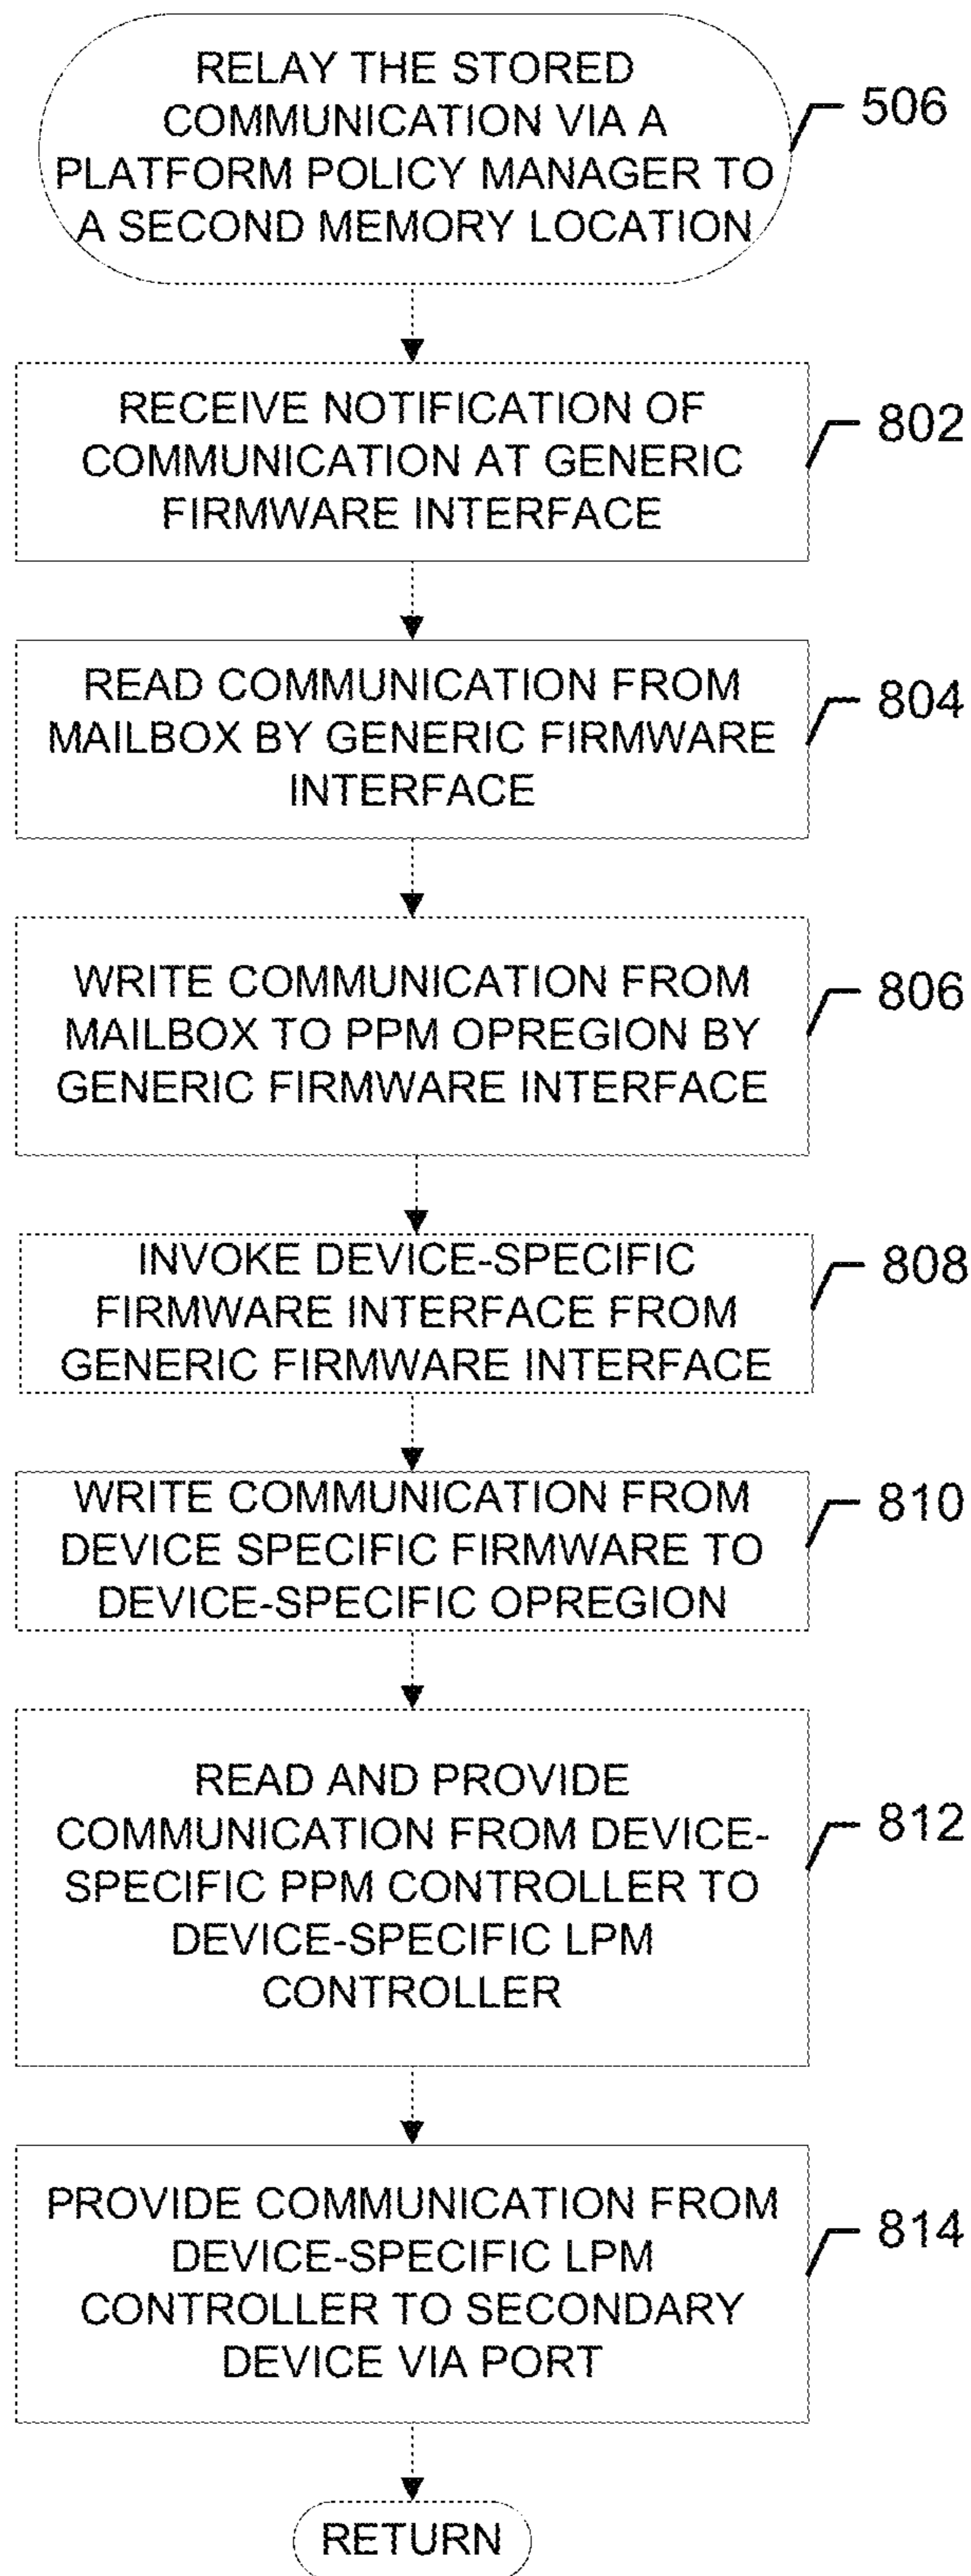 RELAY THE STORED
COMMUNICATION VIA A
PLATFORM POLICY MANAGER TO
A SECOND MEMORY LOCATION
506
RECEIVE NOTIFICATION OF
COMMUNICATION AT GENERIC
FIRMWARE INTERFACE
802
READ COMMUNICATION FROM
MAILBOX BY GENERIC FIRMWARE
INTERFACE
804
WRITE COMMUNICATION FROM
MAILBOX TO PPM OPREGION BY
GENERIC FIRMWARE INTERFACE
806
INVOKE DEVICE-SPECIFIC
FIRMWARE INTERFACE FROM
GENERIC FIRMWARE INTERFACE
808
WRITE COMMUNICATION FROM
DEVICE SPECIFIC FIRMWARE TO
DEVICE-SPECIFIC OPREGION
810
READ AND PROVIDE
COMMUNICATION FROM DEVICE-
SPECIFIC PPM CONTROLLER TO
DEVICE-SPECIFIC LPM
CONTROLLER
812
PROVIDE COMMUNICATION FROM
DEVICE-SPECIFIC LPM
CONTROLLER TO SECONDARY
DEVICE VIA PORT
814
RETURN